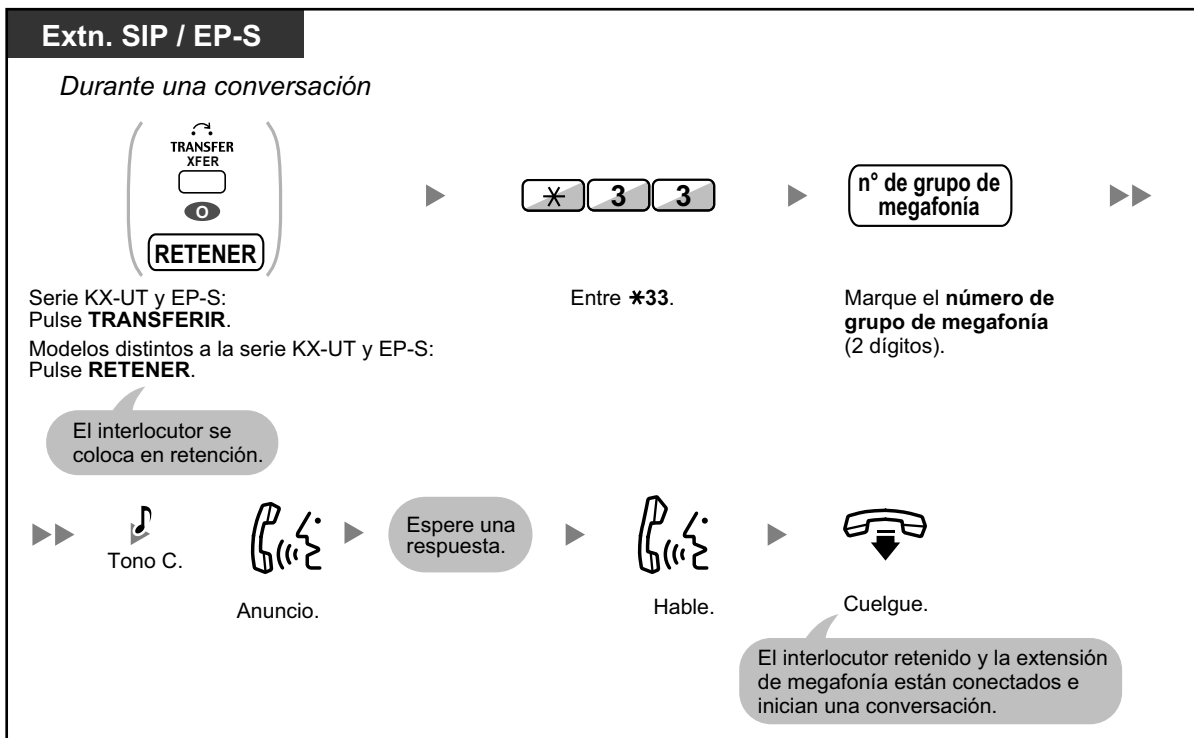 Extn. SIP / EP-S
Durante una conversación
TRANSFER
XFER
O
RETENER
3
3
n° de grupo de
megafonía
Serie KX-UT y EP-S:
Pulse TRANSFERIR.
Modelos distintos a la serie KX-UT y EP-S:
Pulse RETENER.
Entre *33.
Marque el número de
grupo de megafonía
(2 dígitos).
El interlocutor se
coloca en retención.
Tono C.
Anuncio.
Espere una
respuesta.
Hable.
Cuelgue.
El interlocutor retenido y la extensión
de megafonía están conectados e
inician una conversación.